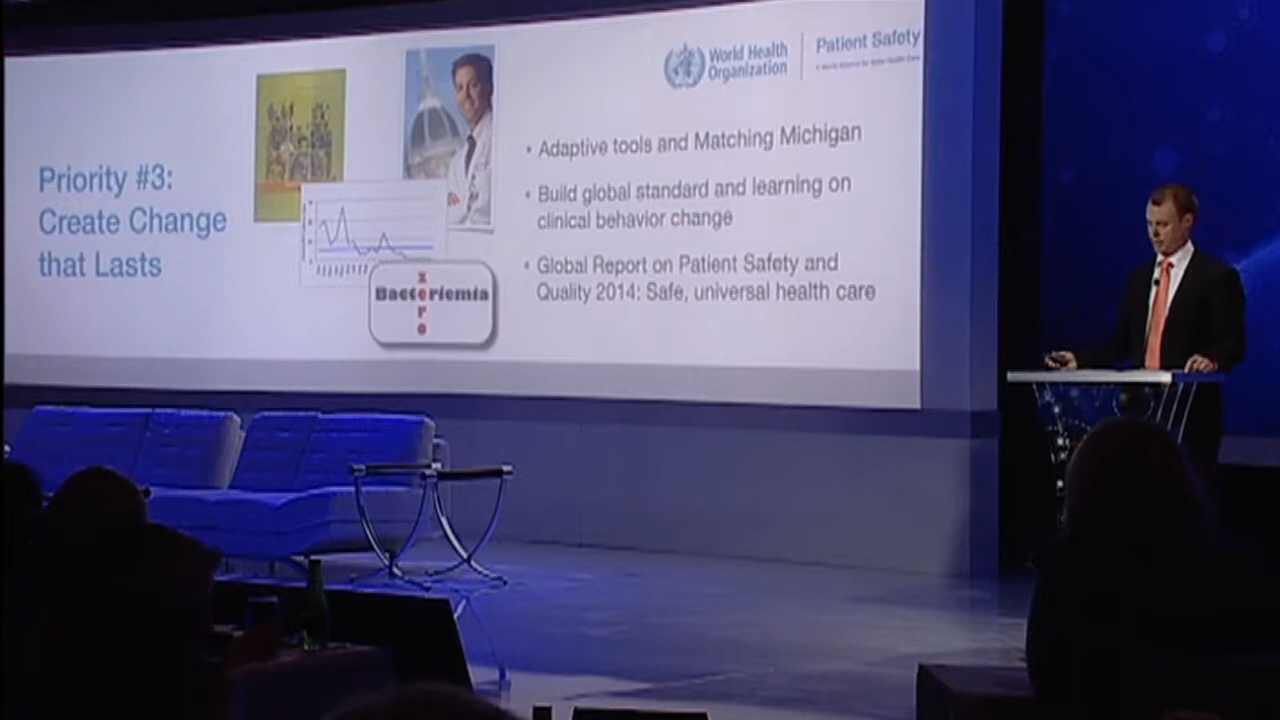 World Health
Organization
Patient Safety
Priority #3:
Create Change
that Lasts
• Adaptive tools and Matching Michigan
• Build global standard and learning on
clinical behavior change
• Global Report on Patient Safety and
Quality 2014: Safe, universal health care
Bacteriemia
xero